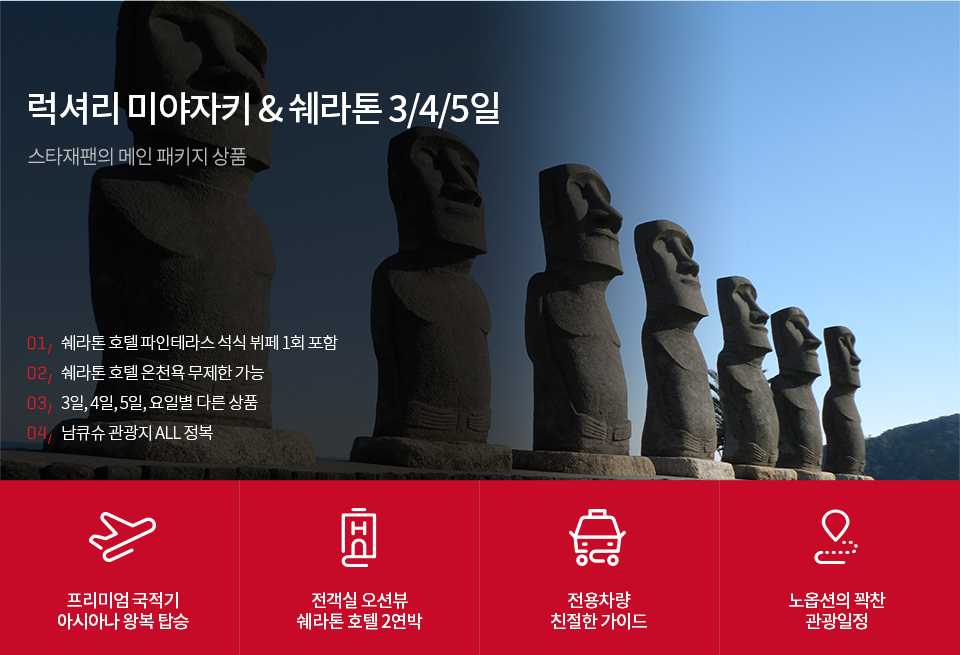 럭셔리 미야자키 & 쉐라톤 3/4/5일
스타재팬의 메인 패키지 상품
01, 쉐라톤 호텔 파인테라스 석식 뷔페 1회 포함
02, 쉐라톤 호텔 온천욕 무제한 가능
03, 3일, 4일, 5일, 요일별 다른 상품
04, 남큐슈 관광지 ALL 정복
프리미엄 국적기
아시아나 왕복 탑승
전객실 오션뷰
쉐라톤 호텔 2연박
전용차량
친절한 가이드
노옵션의 꽉찬
관광일정